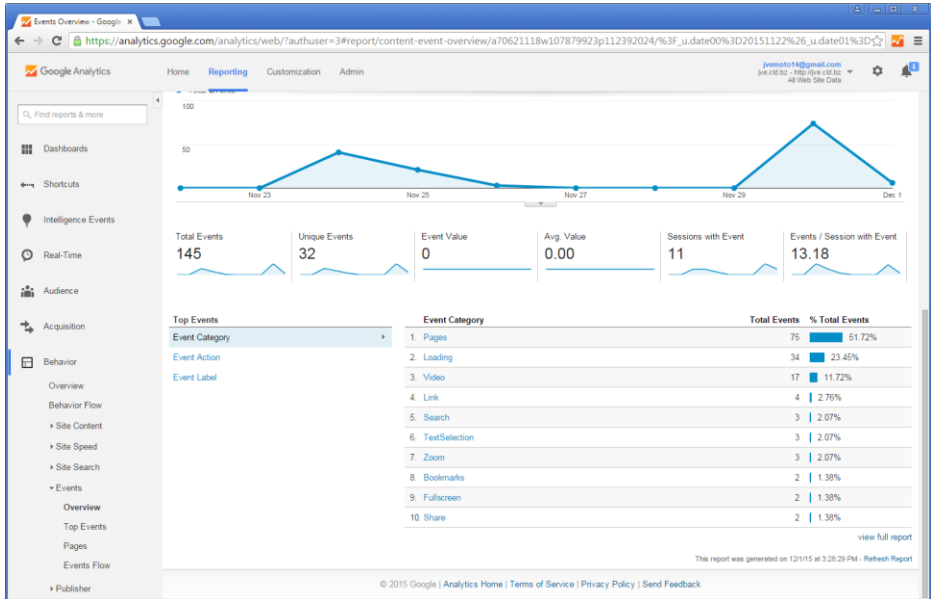 Events Overview - Google
https://analytics.google.com/analytics/web/?authuser=3#report/content-event-overview/a70621118w107879923p112392024/%3F_u.date00%3D20151122%26_u.date01%3D
Google Analytics
Home Reporting Customization Admin
jvemoto14@gmail.com
jve.cld.bz - http://jve.cld.bz
All Web Site Data
1
Find reports & more
Dashboards
Shortcuts
Intelligence Events
Real-Time
Audience
Acquisition
Behavior
Overview
Behavior Flow
Site Content
Site Speed
Site Search
Events
Overview
Top Events
Pages
Events Flow
Publisher
Total Events
100
50
Nov 23 Nov 25 Nov 27 Nov 29 Dec 1
Total Events Unique Events Event Value Avg. Value Sessions with Event Events / Session with Event
145 32 0 0.00 11 13.18
Top Events
Event Category
Event Action
Event Label
Event Category Total Events % Total Events
1. Pages 75 51.72%
2. Loading 34 23.45%
3. Video 17 11.72%
4. Link 4 2.76%
5. Search 3 2.07%
6. TextSelection 3 2.07%
7. Zoom 3 2.07%
8. Bookmarks 2 1.38%
9. Fullscreen 2 1.38%
10. Share 2 1.38%
view full report
This report was generated on 12/1/15 at 3:28:29 PM - Refresh Report
© 2015 Google | Analytics Home | Terms of Service | Privacy Policy | Send Feedback